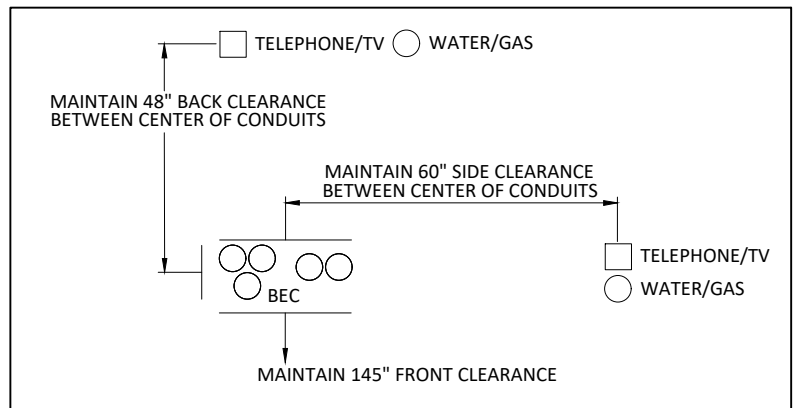 TELEPHONE/TV WATER/GAS
MAINTAIN 48" BACK CLEARANCE
BETWEEN CENTER OF CONDUITS
MAINTAIN 60" SIDE CLEARANCE
BETWEEN CENTER OF CONDUITS
TELEPHONE/TV
WATER/GAS
BEC
MAINTAIN 145" FRONT CLEARANCE